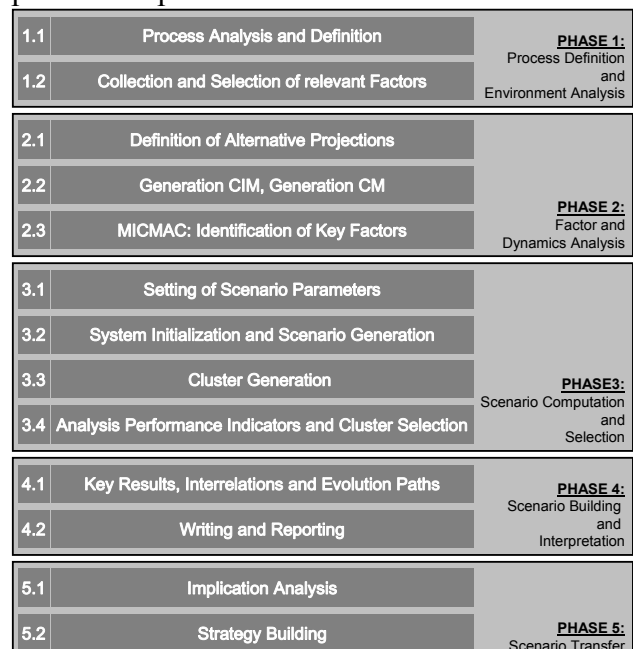 1.1 Process Analysis and Definition
1.2 Collection and Selection of relevant Factors
PHASE 1:
Process Definition
and
Environment Analysis
2.1 Definition of Alternative Projections
2.2 Generation CIM, Generation CM
2.3 MICMAC: Identification of Key Factors
PHASE 2:
Factor and
Dynamics Analysis
3.1 Setting of Scenario Parameters
3.2 System Initialization and Scenario Generation
3.3 Cluster Generation
3.4 Analysis Performance Indicators and Cluster Selection
PHASE3:
Scenario Computation
and
Selection
4.1 Key Results, Interrelations and Evolution Paths
4.2 Writing and Reporting
PHASE 4:
Scenario Building
and
Interpretation
5.1 Implication Analysis
5.2 Strategy Building
PHASE 5:
Scenario Transfer